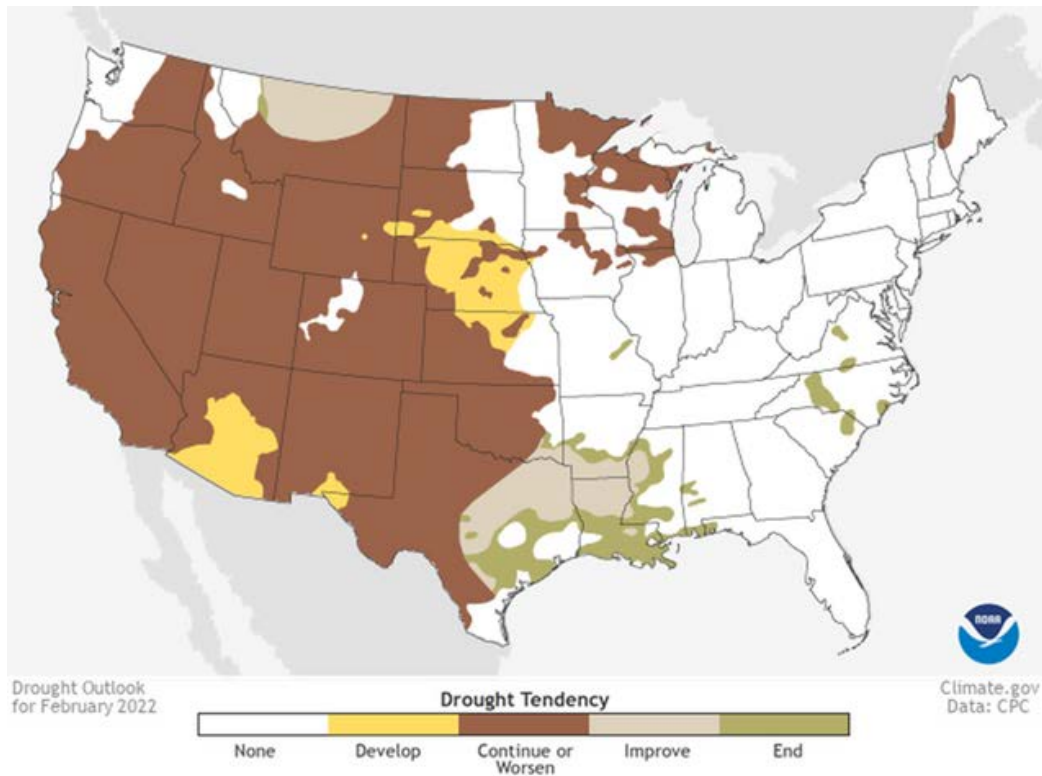 NOAA
Drought Outlook
for February 2022
Climate.gov
Data: CPC
Drought Tendency
None
Develop
Continue or
Worsen
Improve
End